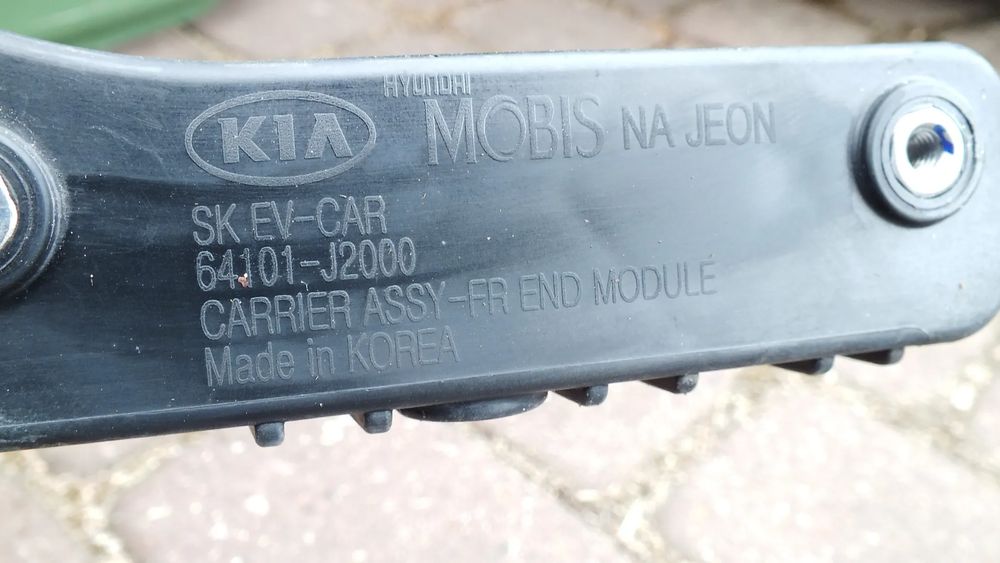 KIA HYUNDAI MOBIS NA JEON
SK EV-CAR
64101-J2000
CARRIER ASSY-FR END MODULE
Made in KOREA